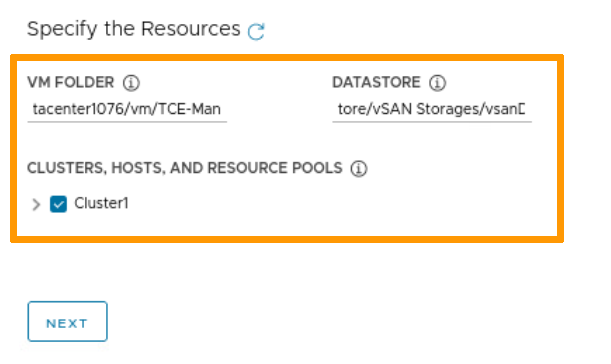 Specify the Resources
VM FOLDER
DATASTORE
tacenter1076/vm/TCE-Man
tore/vSAN Storages/vsanD
CLUSTERS, HOSTS, AND RESOURCE POOLS
Cluster1
NEXT